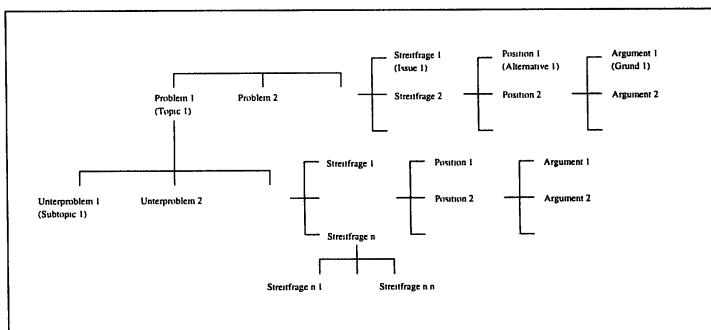 Streitfrage 1
(Issue 1)
Position 1
(Alternative 1)
Argument 1
(Grund 1)
Problem 1
(Topic 1)
Problem 2
Streitfrage 2
Position 2
Argument 2
Streitfrage 1
Position 1
Argument 1
Unterproblem 1
(Subtopic 1)
Unterproblem 2
Position 2
Argument 2
Streitfrage n
Streitfrage n 1
Streitfrage n n